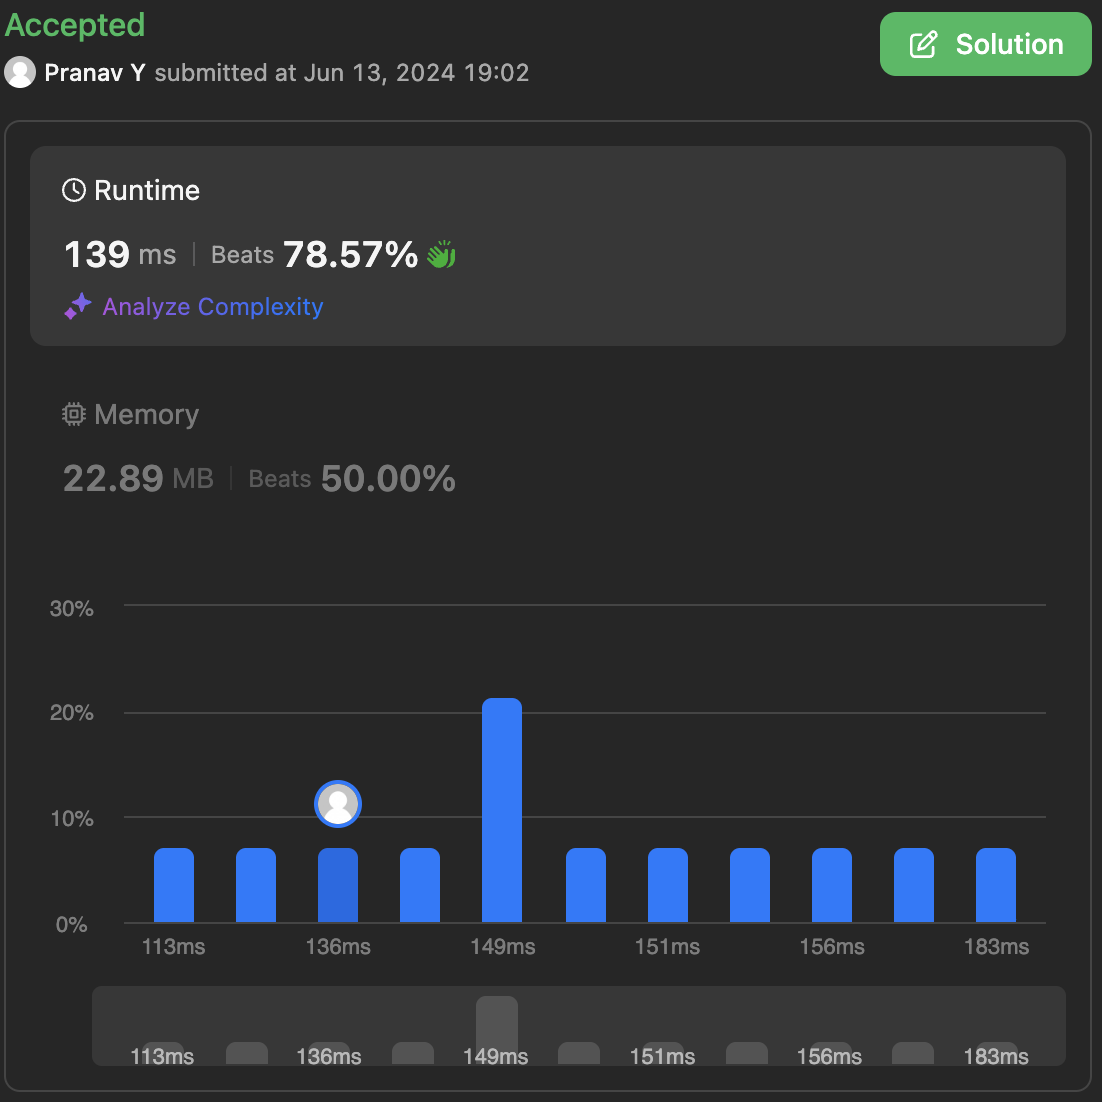 Accepted
Solution
Pranav Y submitted at Jun 13, 2024 19:02
Runtime
139 ms | Beats 78.57%
Analyze Complexity
Memory
22.89 MB | Beats 50.00%
30%
20%
10%
0%
113ms 136ms 149ms 151ms 156ms 183ms
113ms 136ms 149ms 151ms 156ms 183ms